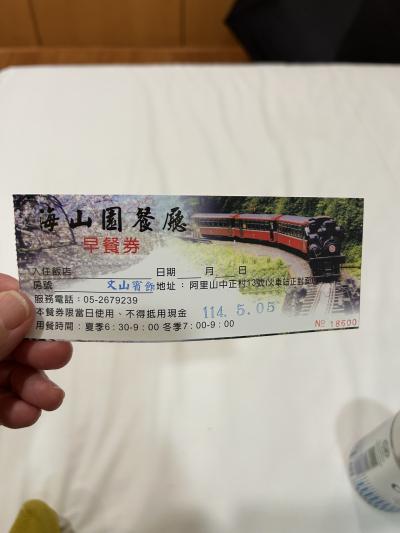 海山園餐廳
早餐券
入住飯店 日期 月 日
房號 文山賓館 地址：阿里山中正村13號(火車站正對面)
服務電話：05-2679239
本餐券限當日使用、不得抵用現金 114. 5. 05
用餐時間：夏季6:30-9:00 冬季7:00-9:00
№ 18600